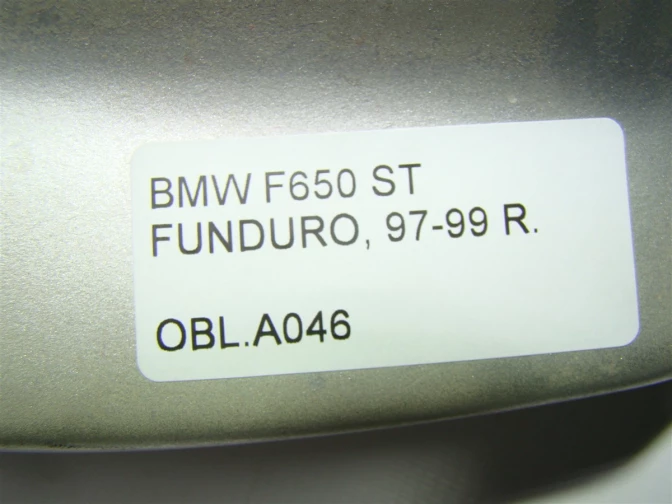 BMW F650 ST
FUNDURO, 97-99 R.
OBL.A046